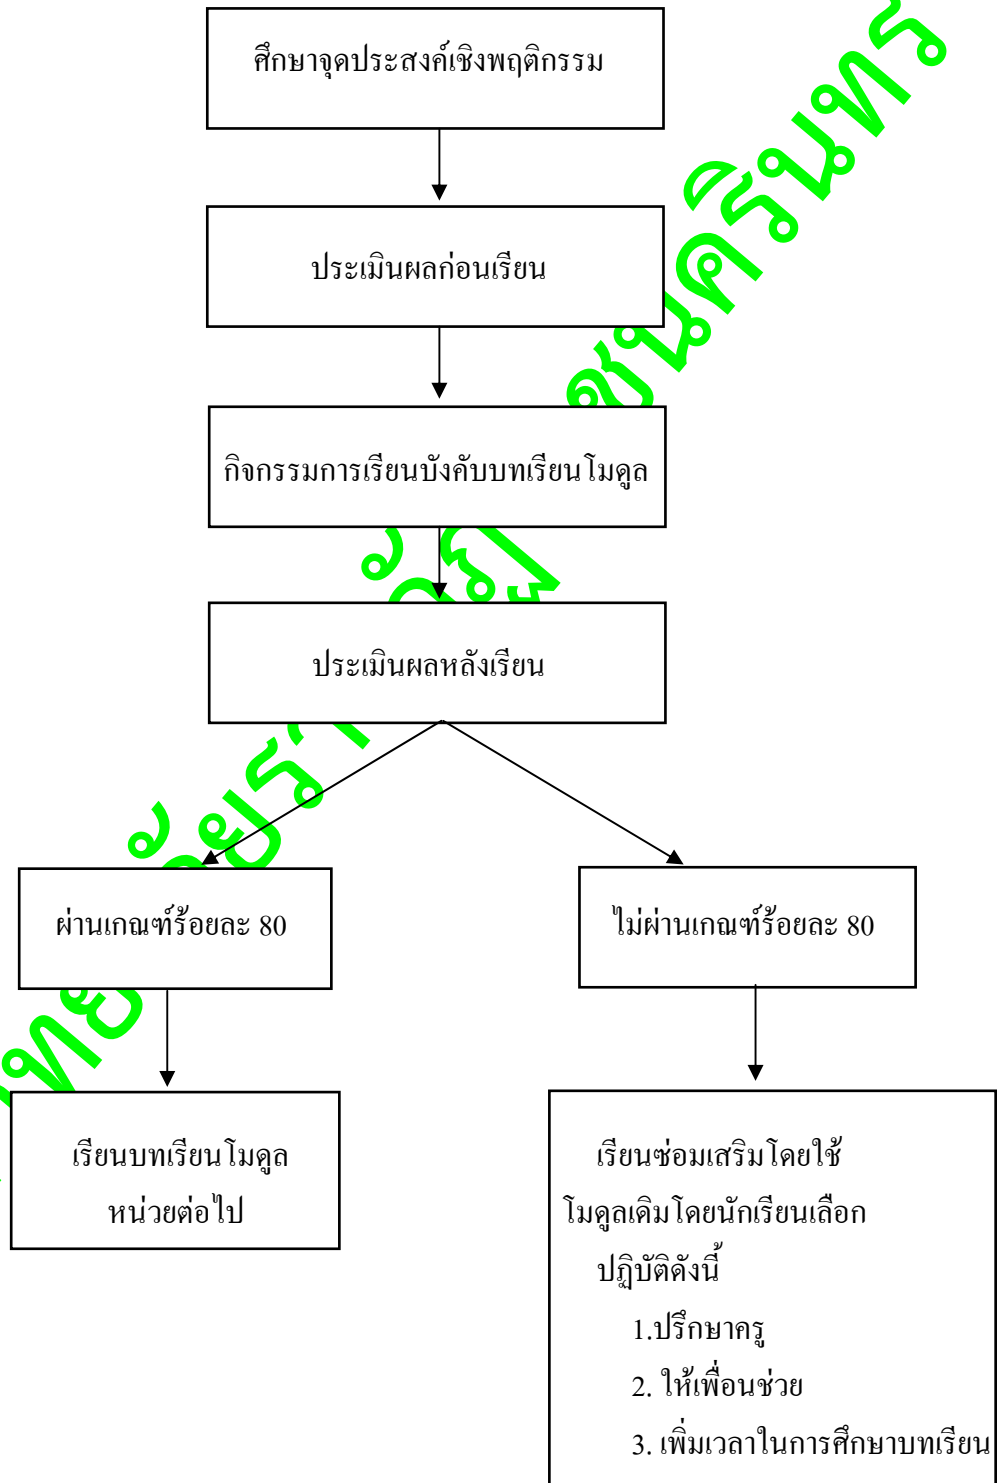 ศึกษาจุดประสงค์เชิงพฤติกรรม
ประเมินผลก่อนเรียน
กิจกรรมการเรียนบังคับบทเรียนโมดูล
ประเมินผลหลังเรียน
ผ่านเกณฑ์ร้อยละ 80
ไม่ผ่านเกณฑ์ร้อยละ 80
เรียนบทเรียนโมดูล
หน่วยต่อไป
เรียนซ่อมเสริมโดยใช้
โมดูลเดิมโดยนักเรียนเลือก
ปฏิบัติดังนี้
1.ปรึกษาครู
2. ให้เพื่อนช่วย
3. เพิ่มเวลาในการศึกษาบทเรียน